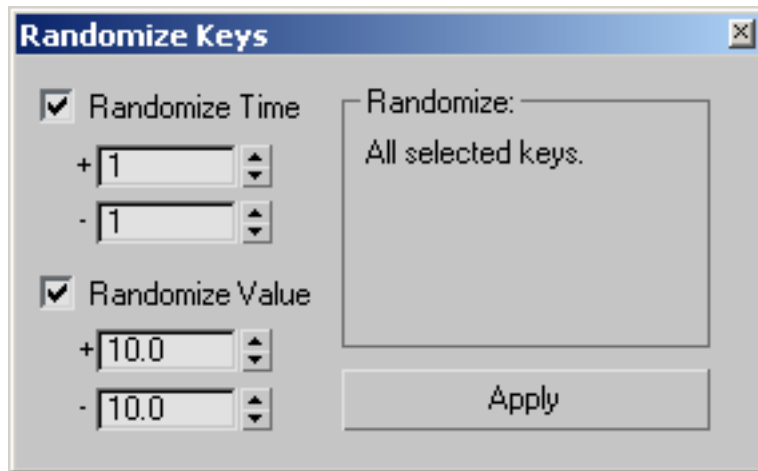 Randomize Keys
Randomize Time
+ 1
- 1
Randomize Value
+ 10.0
- 10.0
Randomize:
All selected keys.
Apply